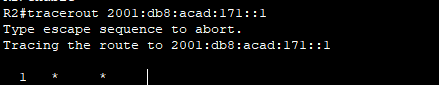 R2#tracerout 2001:db8:acad:171::1
Type escape sequence to abort.
Tracing the route to 2001:db8:acad:171::1
1 * *